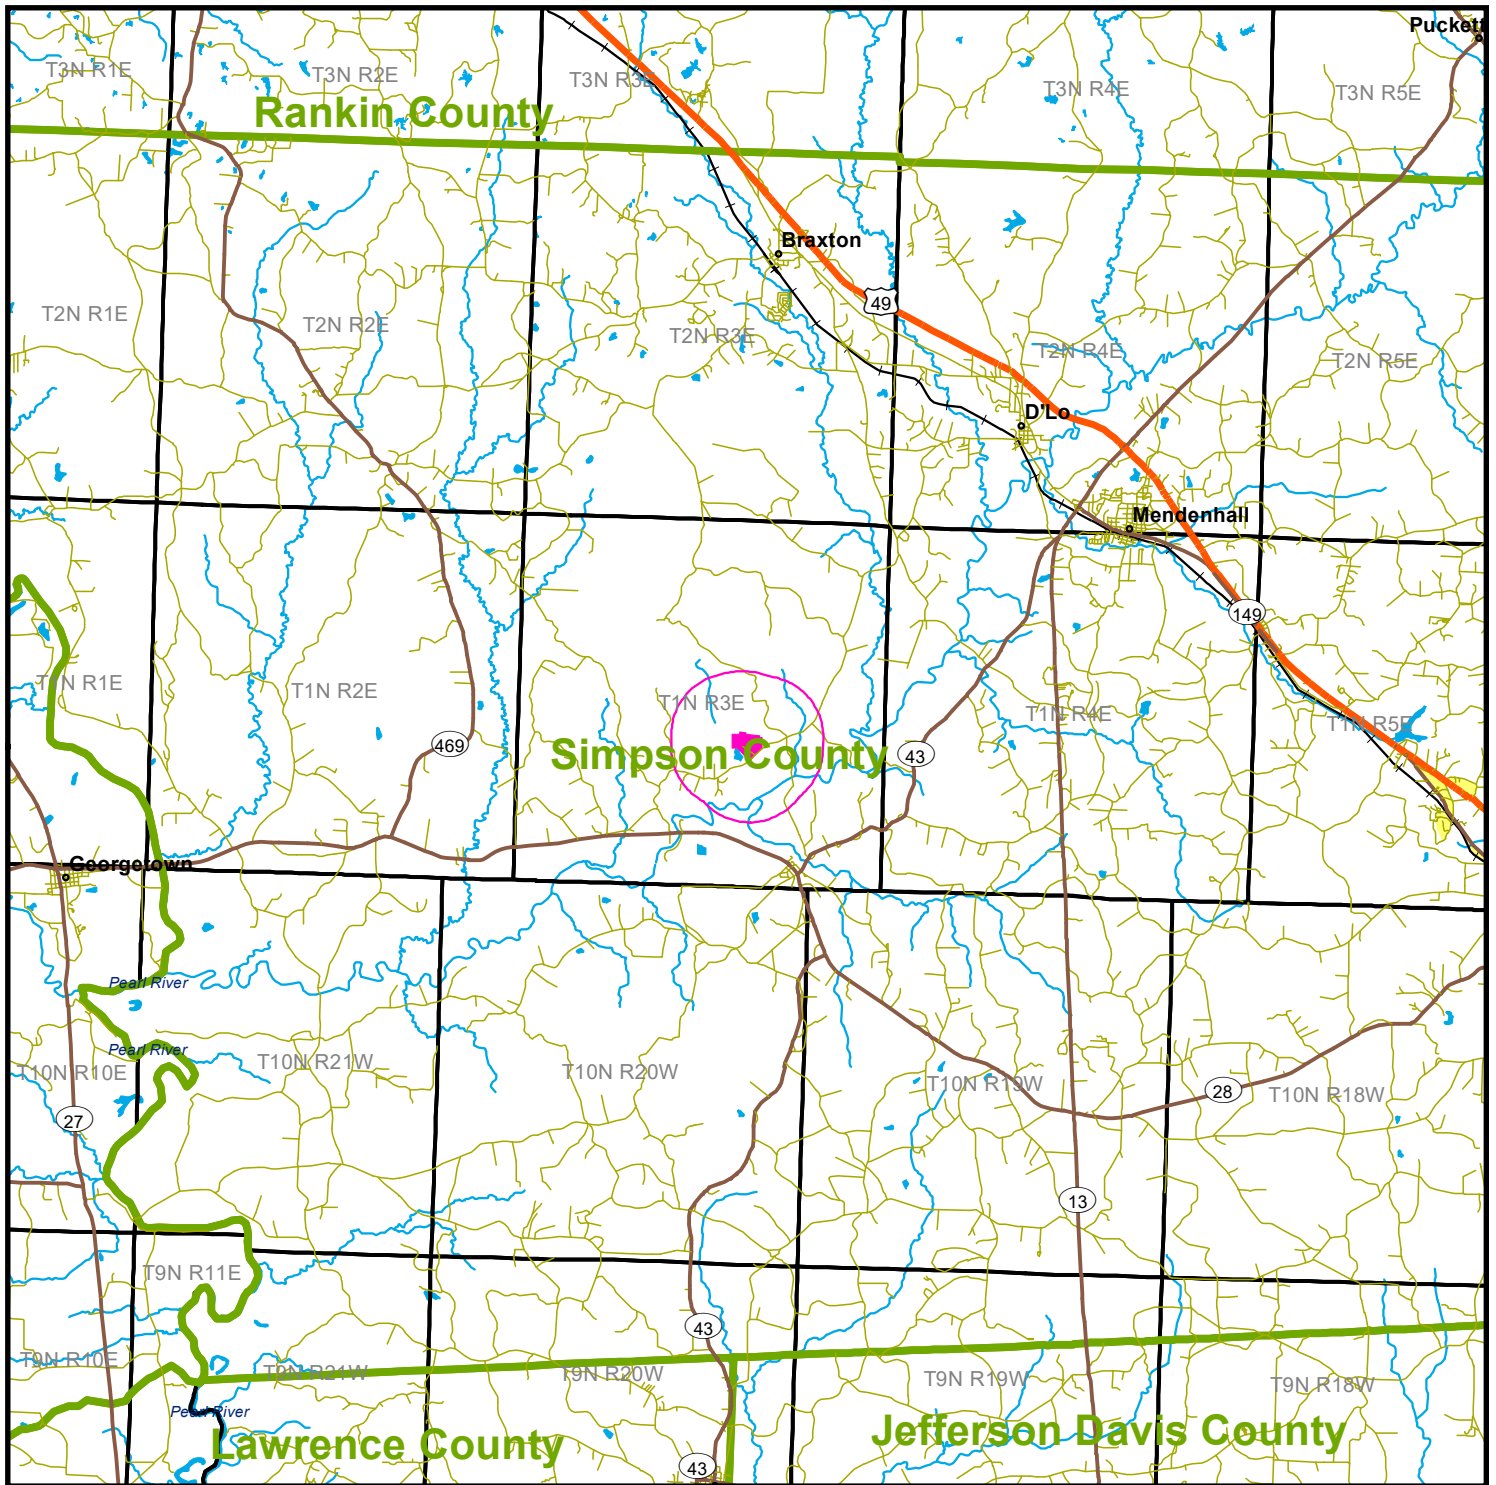 Puckett
T3N R1E
T3N R2E
T3N R3E
T3N R4E
T3N R5E
Rankin County
Braxton
49
T2N R1E
T2N R2E
T2N R3E
T2N R4E
T2N R5E
D'Lo
Mendenhall
149
T1N R1E
T1N R2E
T1N R3E
T1N R4E
T1N R5E
469
Simpson County
43
Georgetown
Pearl River
Pearl River
T10N R10E
T10N R21W
T10N R20W
T10N R19W
28
T10N R18W
27
13
T9N R11E
43
T9N R10E
T9N R21W
T9N R20W
T9N R19W
T9N R18W
Pearl River
Lawrence County
Jefferson Davis County
43